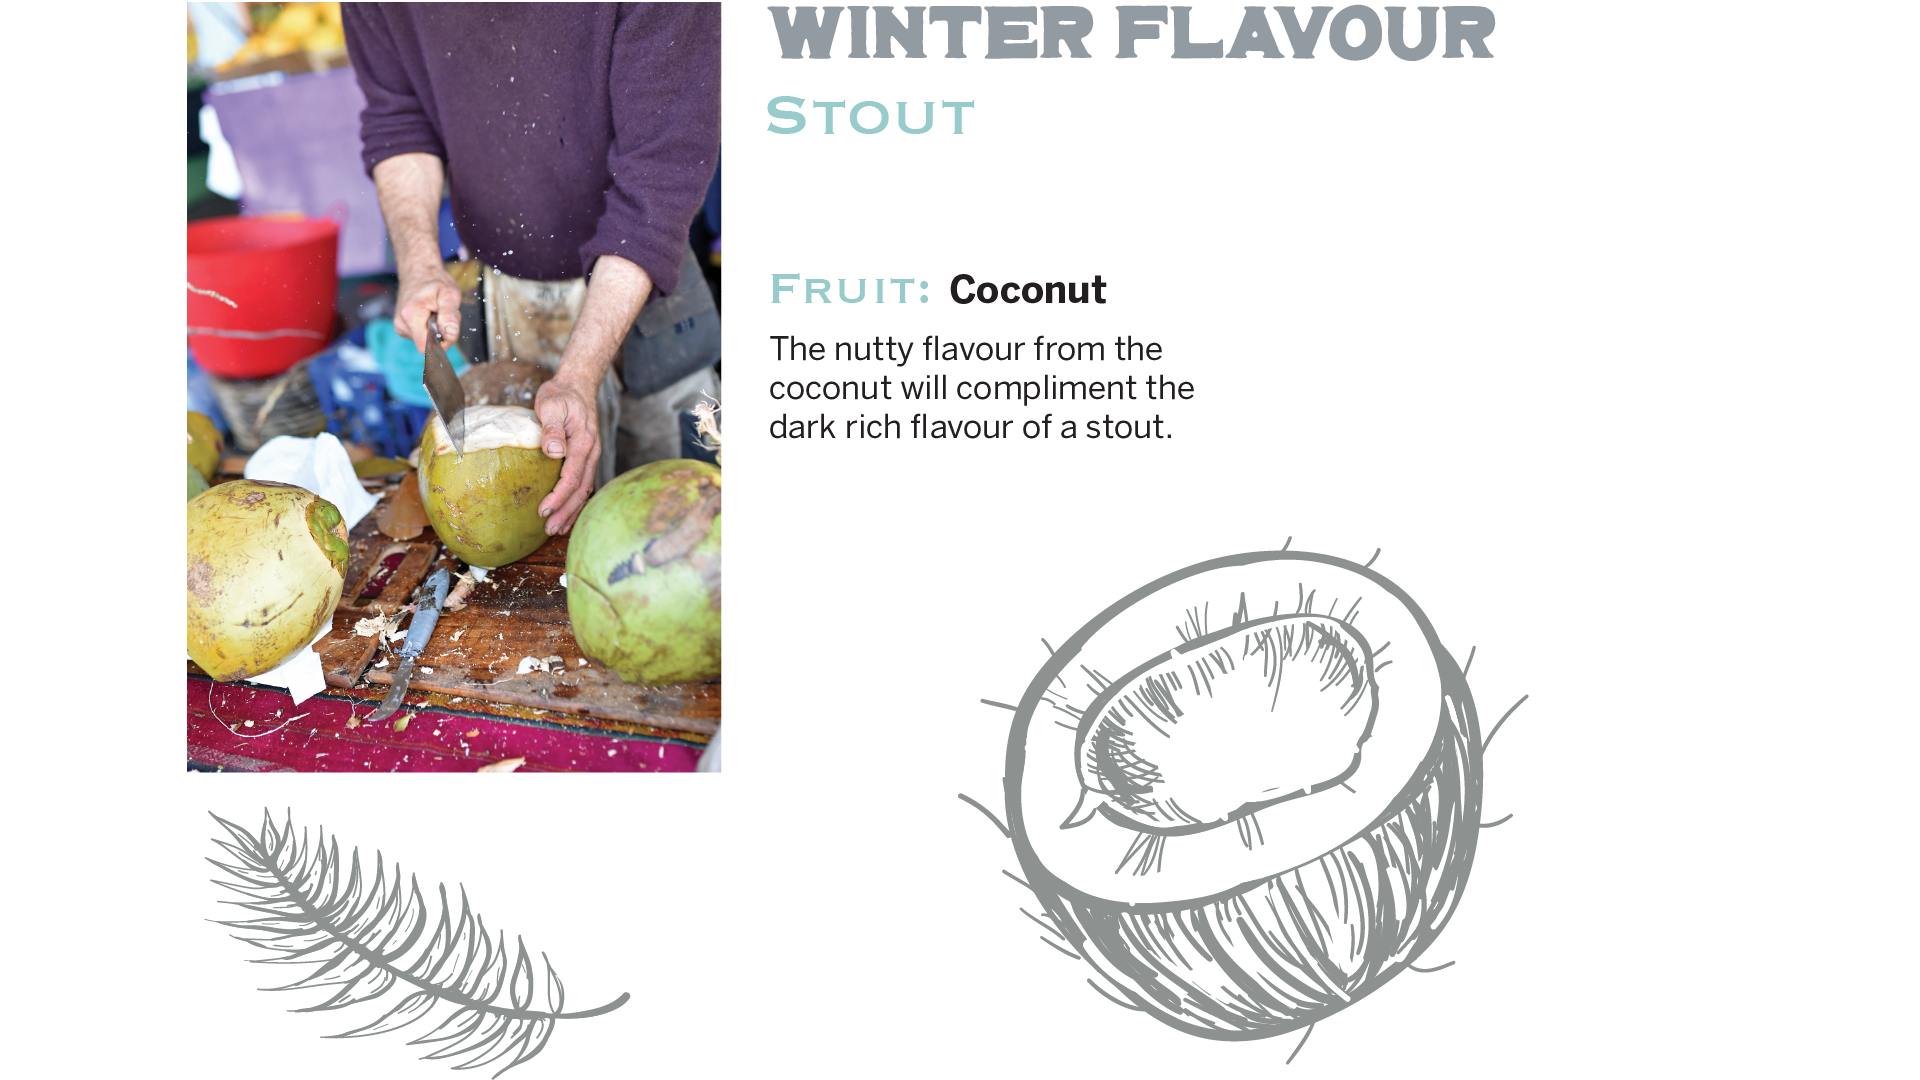 WINTER FLAVOUR
STOUT
FRUIT: Coconut
The nutty flavour from the
coconut will compliment the
dark rich flavour of a stout.